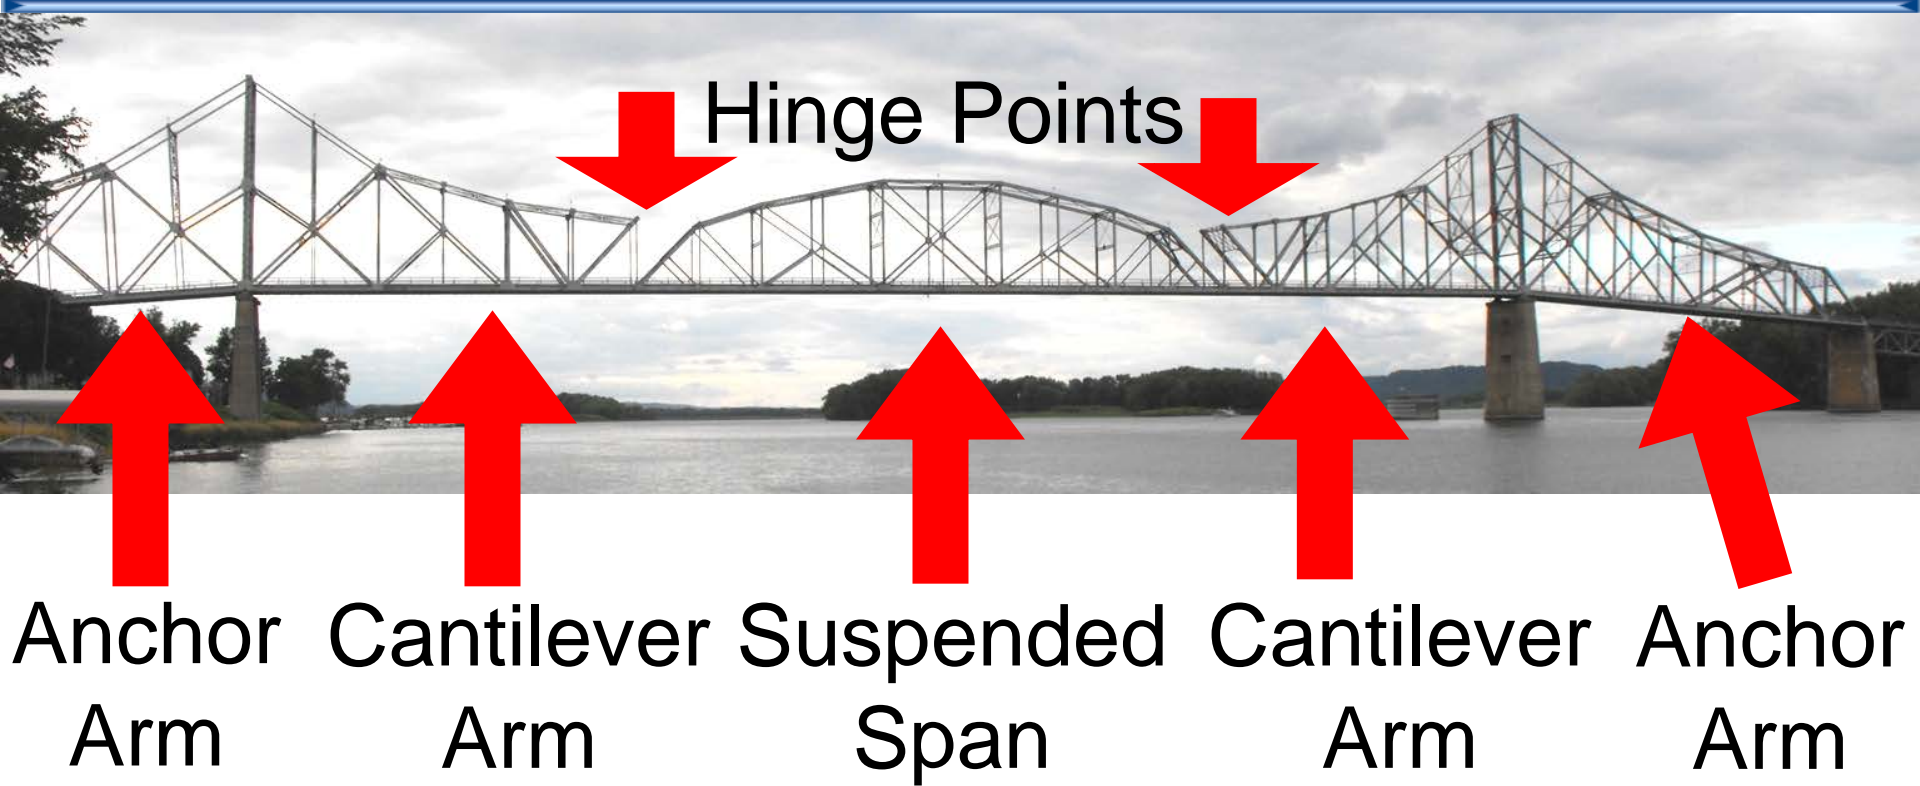 Hinge Points
Anchor Arm
Cantilever Arm
Suspended Span
Cantilever Arm
Anchor Arm